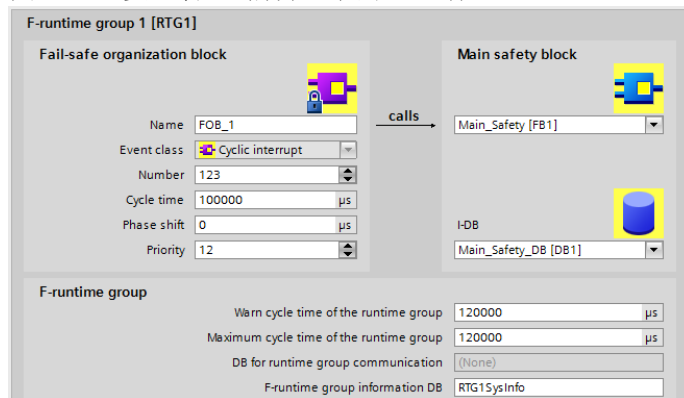 F-runtime group 1 [RTG1]
Fail-safe organization block
Main safety block
calls
Name FOB_1
Main_Safety [FB1]
Event class Cyclic interrupt
Number 123
Cycle time 100000 µs
Phase shift 0 µs
I-DB
Priority 12
Main_Safety_DB [DB1]
F-runtime group
Warn cycle time of the runtime group 120000 µs
Maximum cycle time of the runtime group 120000 µs
DB for runtime group communication (None)
F-runtime group information DB RTG1SysInfo